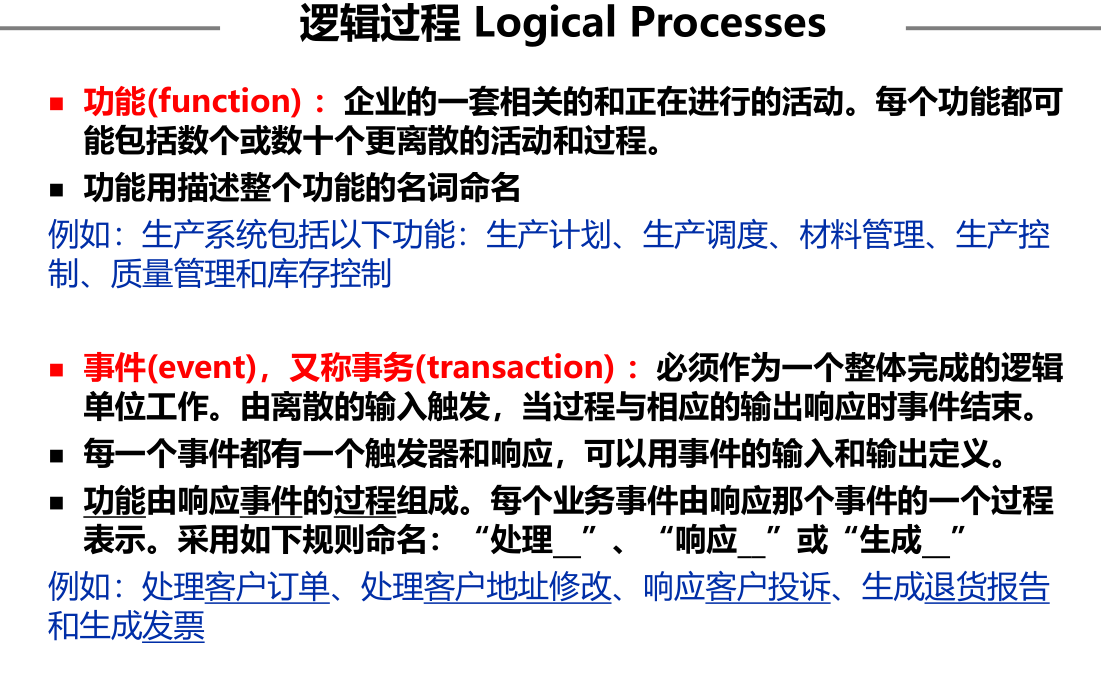 逻辑过程 Logical Processes
功能(function) ：企业的一套相关的和正在进行的活动。每个功能都可
能包括数个或数十个更离散的活动和过程。
功能用描述整个功能的名词命名
例如：生产系统包括以下功能：生产计划、生产调度、材料管理、生产控
制、质量管理和库存控制
事件(event)，又称事务(transaction) ：必须作为一个整体完成的逻辑
单位工作。由离散的输入触发，当过程与相应的输出响应时事件结束。
每一个事件都有一个触发器和响应，可以用事件的输入和输出定义。
功能由响应事件的过程组成。每个业务事件由响应那个事件的一个过程
表示。采用如下规则命名：“处理__”、“响应__”或“生成__”
例如：处理客户订单、处理客户地址修改、响应客户投诉、生成退货报告
和生成发票